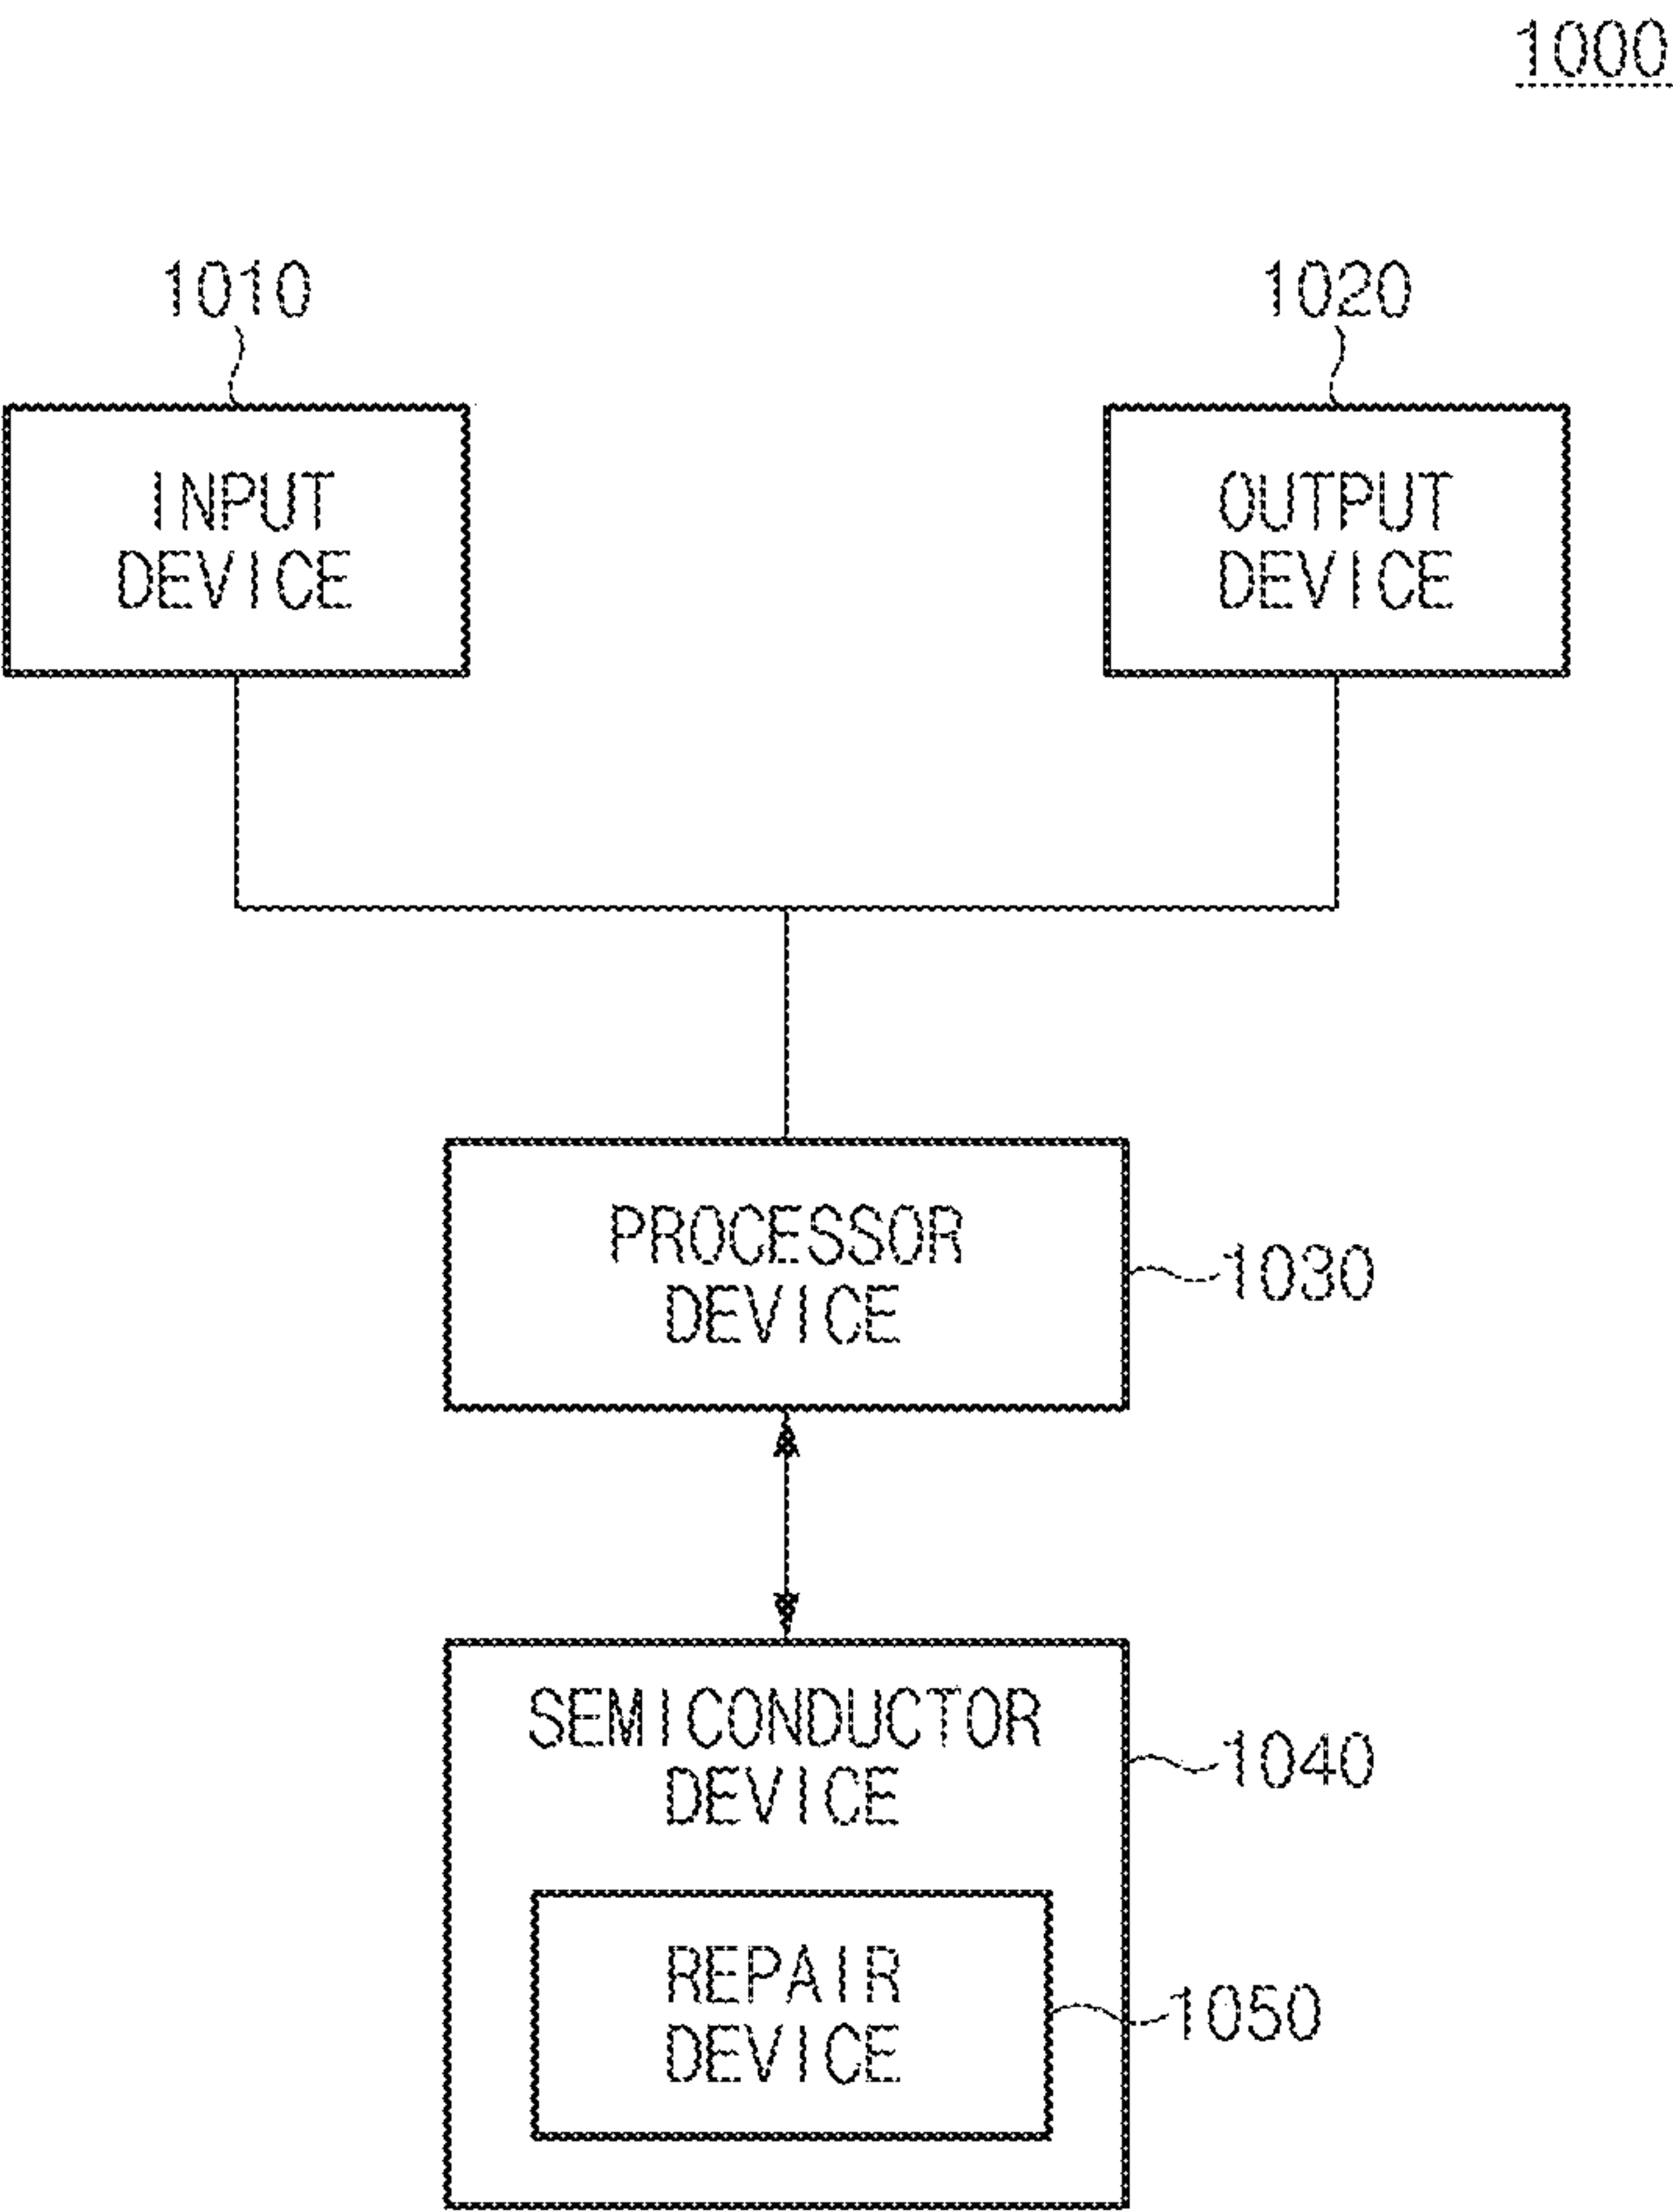 1000
1010
1020
INPUT
DEVICE
OUTPUT
DEVICE
PROCESSOR
DEVICE
1030
SEMICONDUCTOR
DEVICE
1040
REPAIR
DEVICE
1050